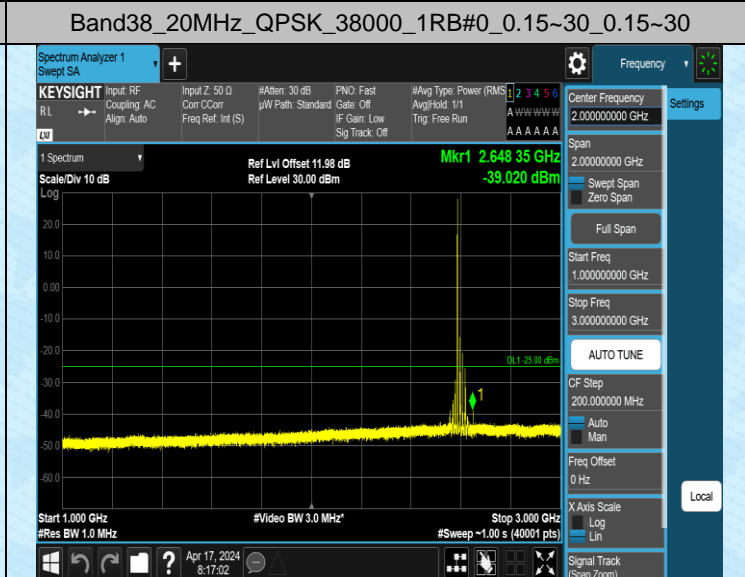 Band38_20MHz_QPSK_38000_1RB#0_0.15~30_0.15~30
Spectrum Analyzer 1
Swept SA
Frequency
KEYSIGHT
RL
LXI
Input: RF
Coupling: AC
Align: Auto
Input Z: 50 Ω
Corr CCorr
Freq Ref: Int (S)
#Atten: 30 dB
µW Path: Standard
PNO: Fast
Gate: Off
IF Gain: Low
Sig Track: Off
#Avg Type: Power (RMS
Avg|Hold: 1/1
Trig: Free Run
1 2 3 4 5 6
A W W W W W
A A A A A A
Center Frequency
2.000000000 GHz
Settings
Span
2.00000000 GHz
Swept Span
Zero Span
Full Span
Start Freq
1.000000000 GHz
Stop Freq
3.000000000 GHz
AUTO TUNE
CF Step
200.000000 MHz
Auto
Man
Freq Offset
0 Hz
X Axis Scale
Log
Lin
Local
Signal Track
(Span Zoom)
1 Spectrum
Scale/Div 10 dB
Log
Ref Lvl Offset 11.98 dB
Ref Level 30.00 dBm
Mkr1 2.648 35 GHz
-39.020 dBm
20.0
10.0
0.00
-10.0
-20.0
-30.0
-40.0
-50.0
-60.0
DL1 -25.00 dBm
1
Start 1.000 GHz
#Res BW 1.0 MHz
#Video BW 3.0 MHz*
Stop 3.000 GHz
#Sweep ~1.00 s (40001 pts)
?
Apr 17, 2024
8:17:02